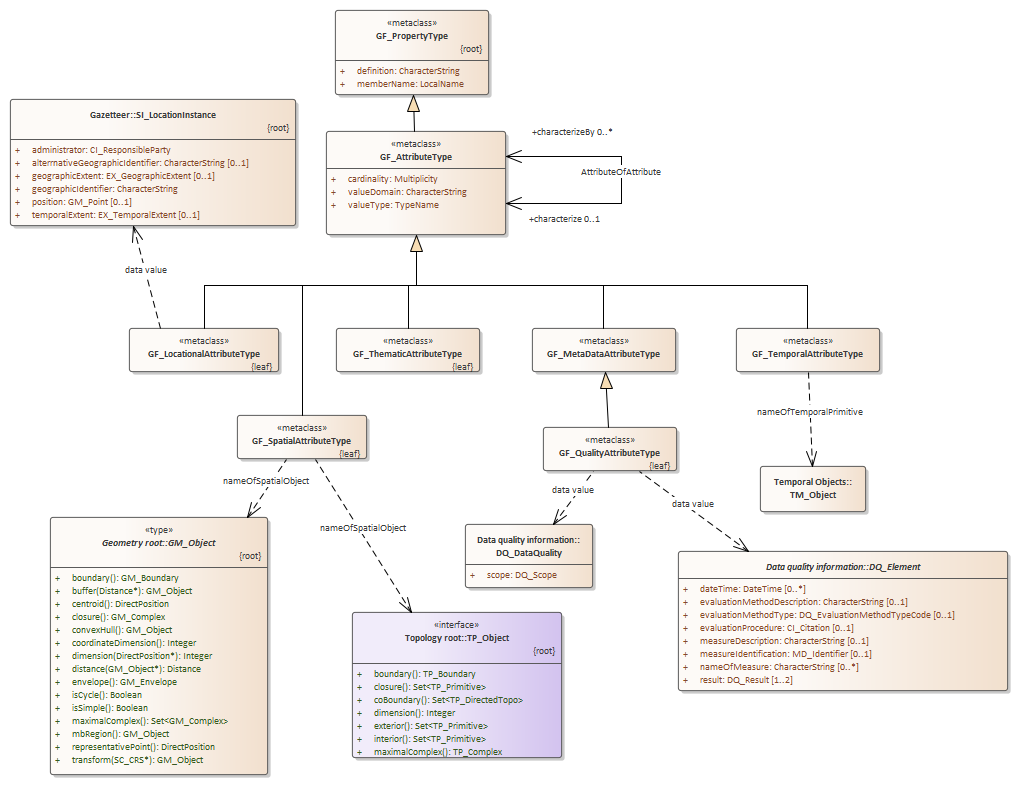 «metaclass»
GF_PropertyType
{root}
+ definition: CharacterString
+ memberName: LocalName
Gazetteer::SI_LocationInstance
{root}
+ administrator: CI_ResponsibleParty
+ alternativeGeographicIdentifier: CharacterString [0..1]
+ geographicExtent: EX_GeographicExtent [0..1]
+ geographicIdentifier: CharacterString
+ position: GM_Point [0..1]
+ temporalExtent: EX_TemporalExtent [0..1]
«metaclass»
GF_AttributeType
+ cardinality: Multiplicity
+ valueDomain: CharacterString
+ valueType: TypeName
+characterizeBy 0..*
AttributeOfAttribute
+characterize 0..1
data value
«metaclass»
GF_LocationalAttributeType
{leaf}
«metaclass»
GF_ThematicAttributeType
{leaf}
«metaclass»
GF_MetaDataAttributeType
«metaclass»
GF_TemporalAttributeType
nameOfTemporalPrimitive
«metaclass»
GF_SpatialAttributeType
{leaf}
«metaclass»
GF_QualityAttributeType
{leaf}
Temporal Objects::
TM_Object
nameOfSpatialObject
nameOfSpatialObject
data value
data value
«type»
Geometry root::GM_Object
{root}
+ boundary(): GM_Boundary
+ buffer(Distance*): GM_Object
+ centroid(): DirectPosition
+ closure(): GM_Complex
+ convexHull(): GM_Object
+ coordinateDimension(): Integer
+ dimension(DirectPosition*): Integer
+ distance(GM_Object*): Distance
+ envelope(): GM_Envelope
+ isCycle(): Boolean
+ isSimple(): Boolean
+ maximalComplex(): Set<GM_Complex>
+ mbRegion(): GM_Object
+ representativePoint(): DirectPosition
+ transform(SC_CRS*): GM_Object
Data quality information::
DQ_DataQuality
+ scope: DQ_Scope
Data quality information::DQ_Element
+ dateTime: DateTime [0..*]
+ evaluationMethodDescription: CharacterString [0..1]
+ evaluationMethodType: DQ_EvaluationMethodTypeCode [0..1]
+ evaluationProcedure: CI_Citation [0..1]
+ measureDescription: CharacterString [0..1]
+ measureIdentification: MD_Identifier [0..1]
+ nameOfMeasure: CharacterString [0..*]
+ result: DQ_Result [1..2]
«interface»
Topology root::TP_Object
{root}
+ boundary(): TP_Boundary
+ closure(): Set<TP_Primitive>
+ coBoundary(): Set<TP_DirectedTopo>
+ dimension(): Integer
+ exterior(): Set<TP_Primitive>
+ interior(): Set<TP_Primitive>
+ maximalComplex(): TP_Complex